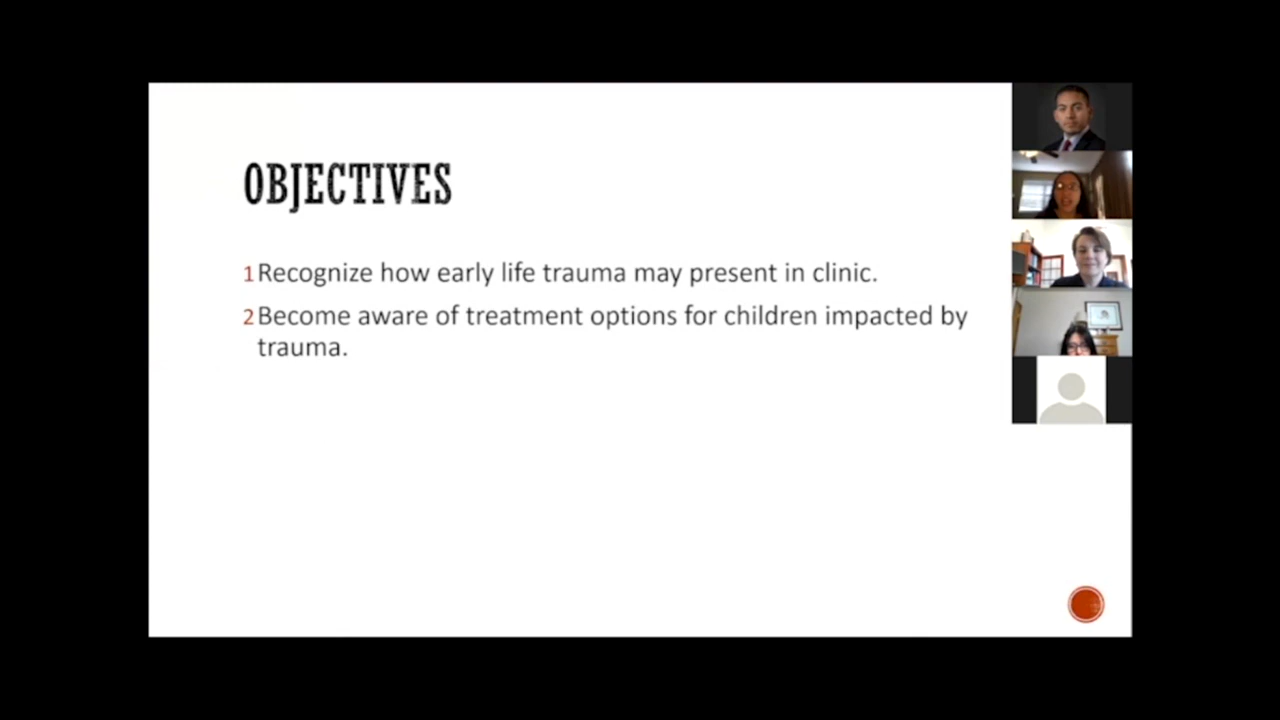 OBJECTIVES
1 Recognize how early life trauma may present in clinic.
2 Become aware of treatment options for children impacted by
trauma.